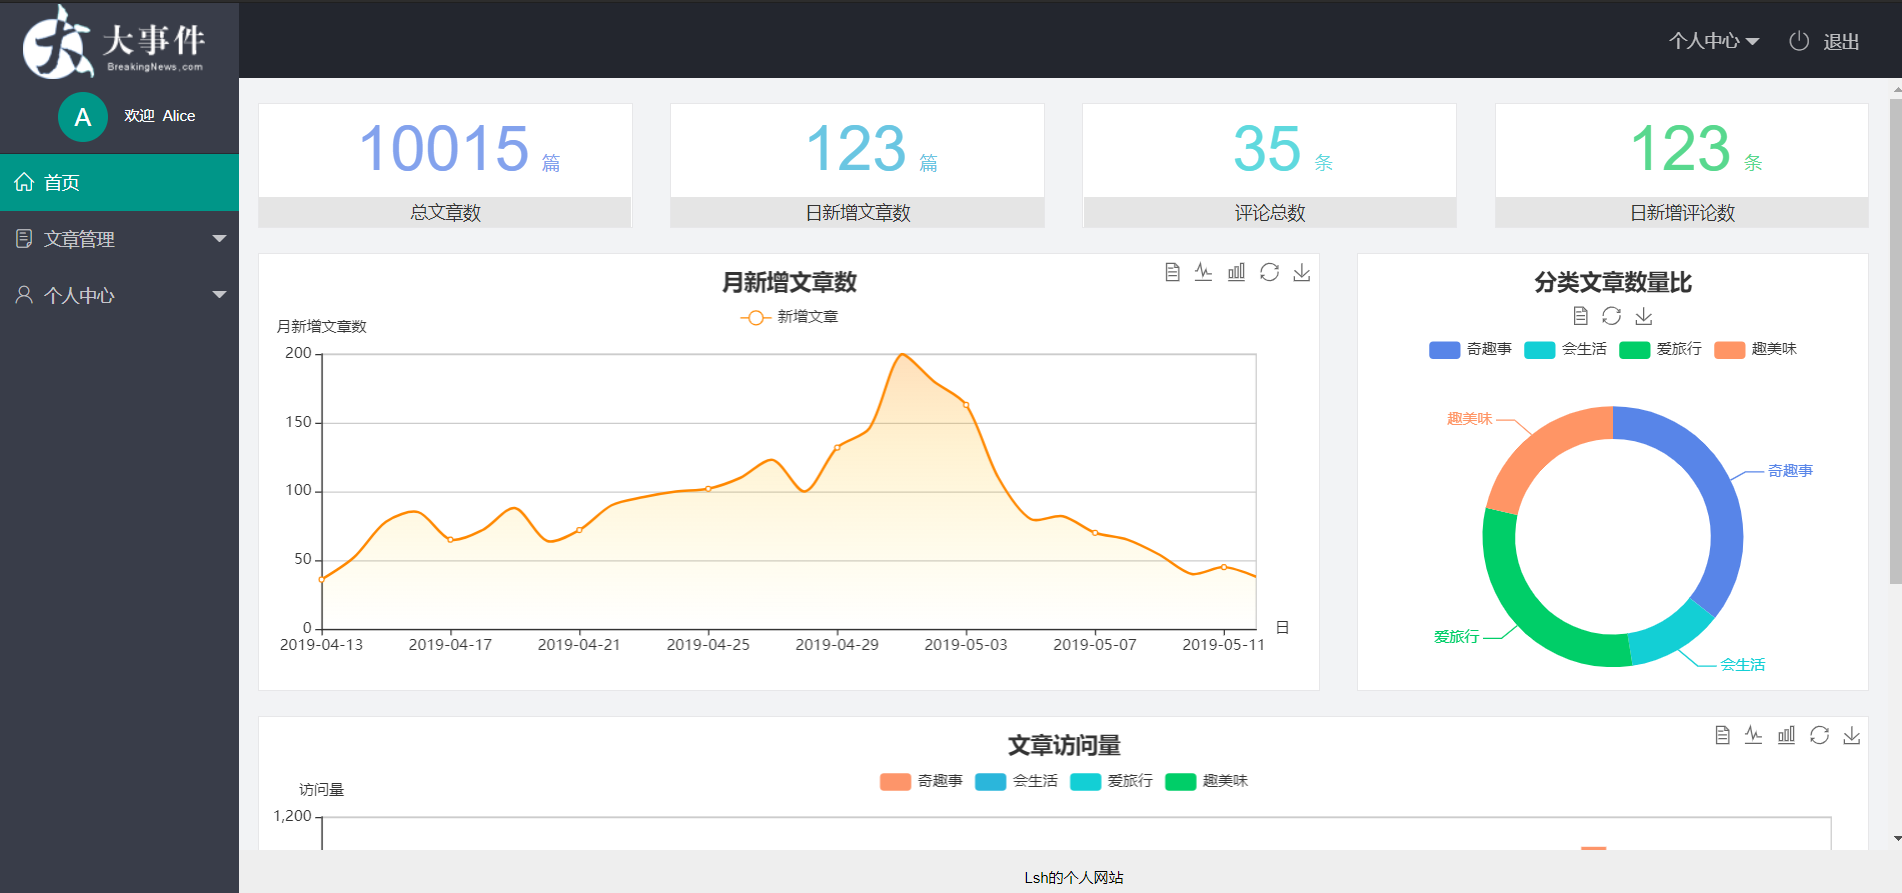 大事件
BreakingNews.com
A
欢迎 Alice
首页
文章管理
个人中心
个人中心
退出
10015 篇
总文章数
123 篇
日新增文章数
35 条
评论总数
123 条
日新增评论数
月新增文章数
新增文章
月新增文章数
200
150
100
50
0
2019-04-13 2019-04-17 2019-04-21 2019-04-25 2019-04-29 2019-05-03 2019-05-07 2019-05-11
日
分类文章数量比
奇趣事 会生活 爱旅行 趣美味
趣美味
奇趣事
爱旅行
会生活
文章访问量
奇趣事 会生活 爱旅行 趣美味
访问量
1,200
Lsh的个人网站